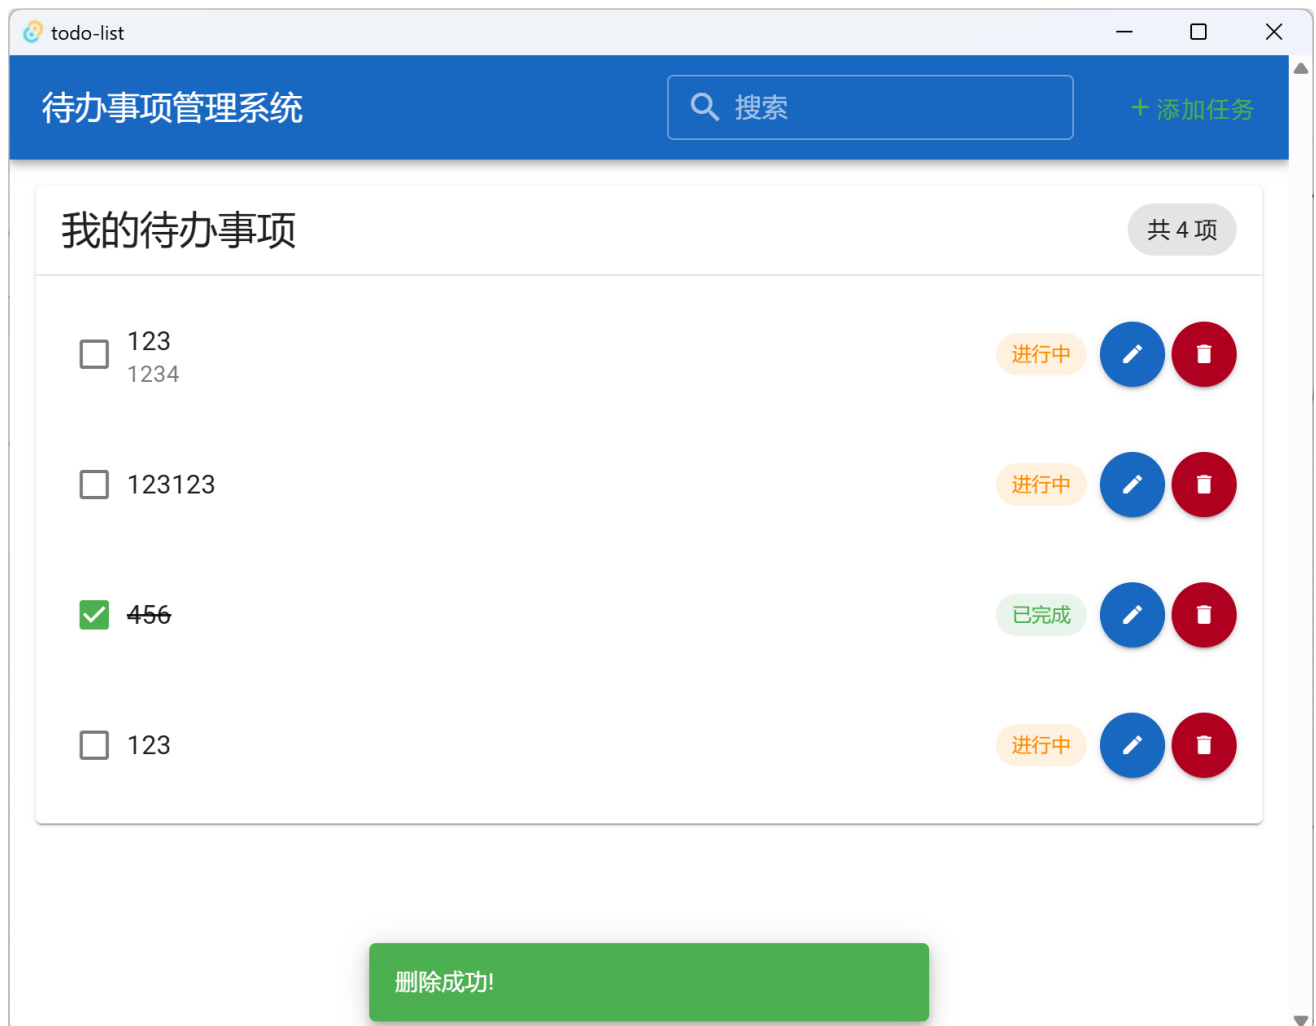 todo-list
待办事项管理系统
搜索
+ 添加任务
我的待办事项
共 4 项
123
1234
进行中
123123
进行中
456
已完成
123
进行中
删除成功!